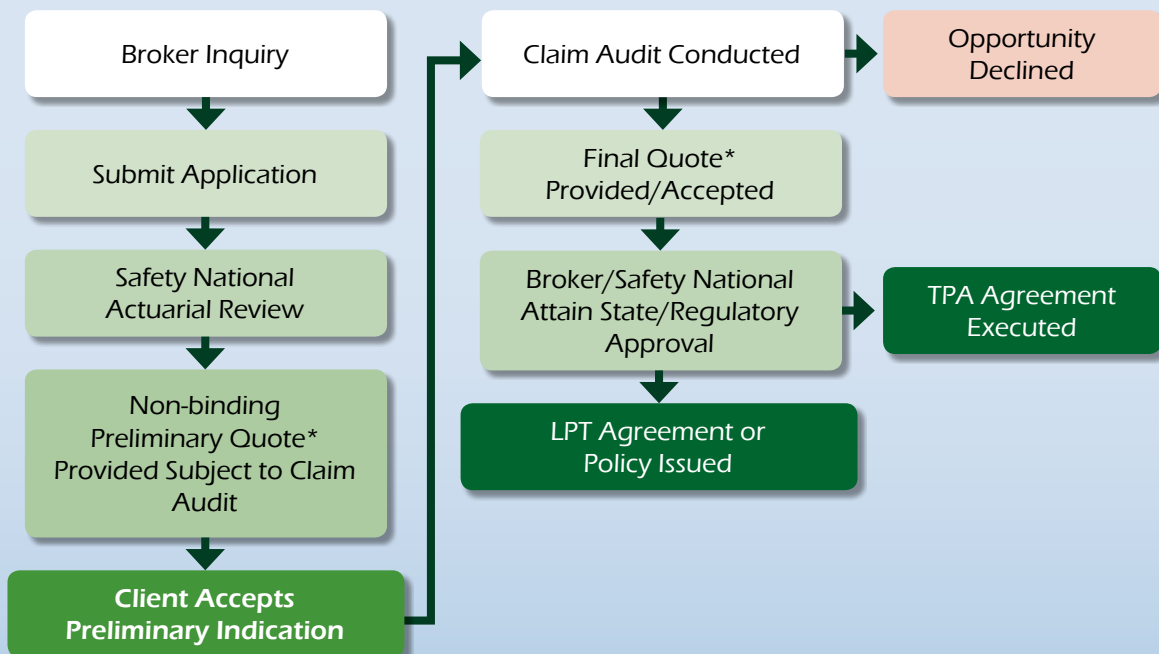 Broker Inquiry
Submit Application
Safety National
Actuarial Review
Non-binding
Preliminary Quote*
Provided Subject to Claim
Audit
Client Accepts
Preliminary Indication
Claim Audit Conducted
Opportunity
Declined
Final Quote*
Provided/Accepted
Broker/Safety National
Attain State/Regulatory
Approval
TPA Agreement
Executed
LPT Agreement or
Policy Issued